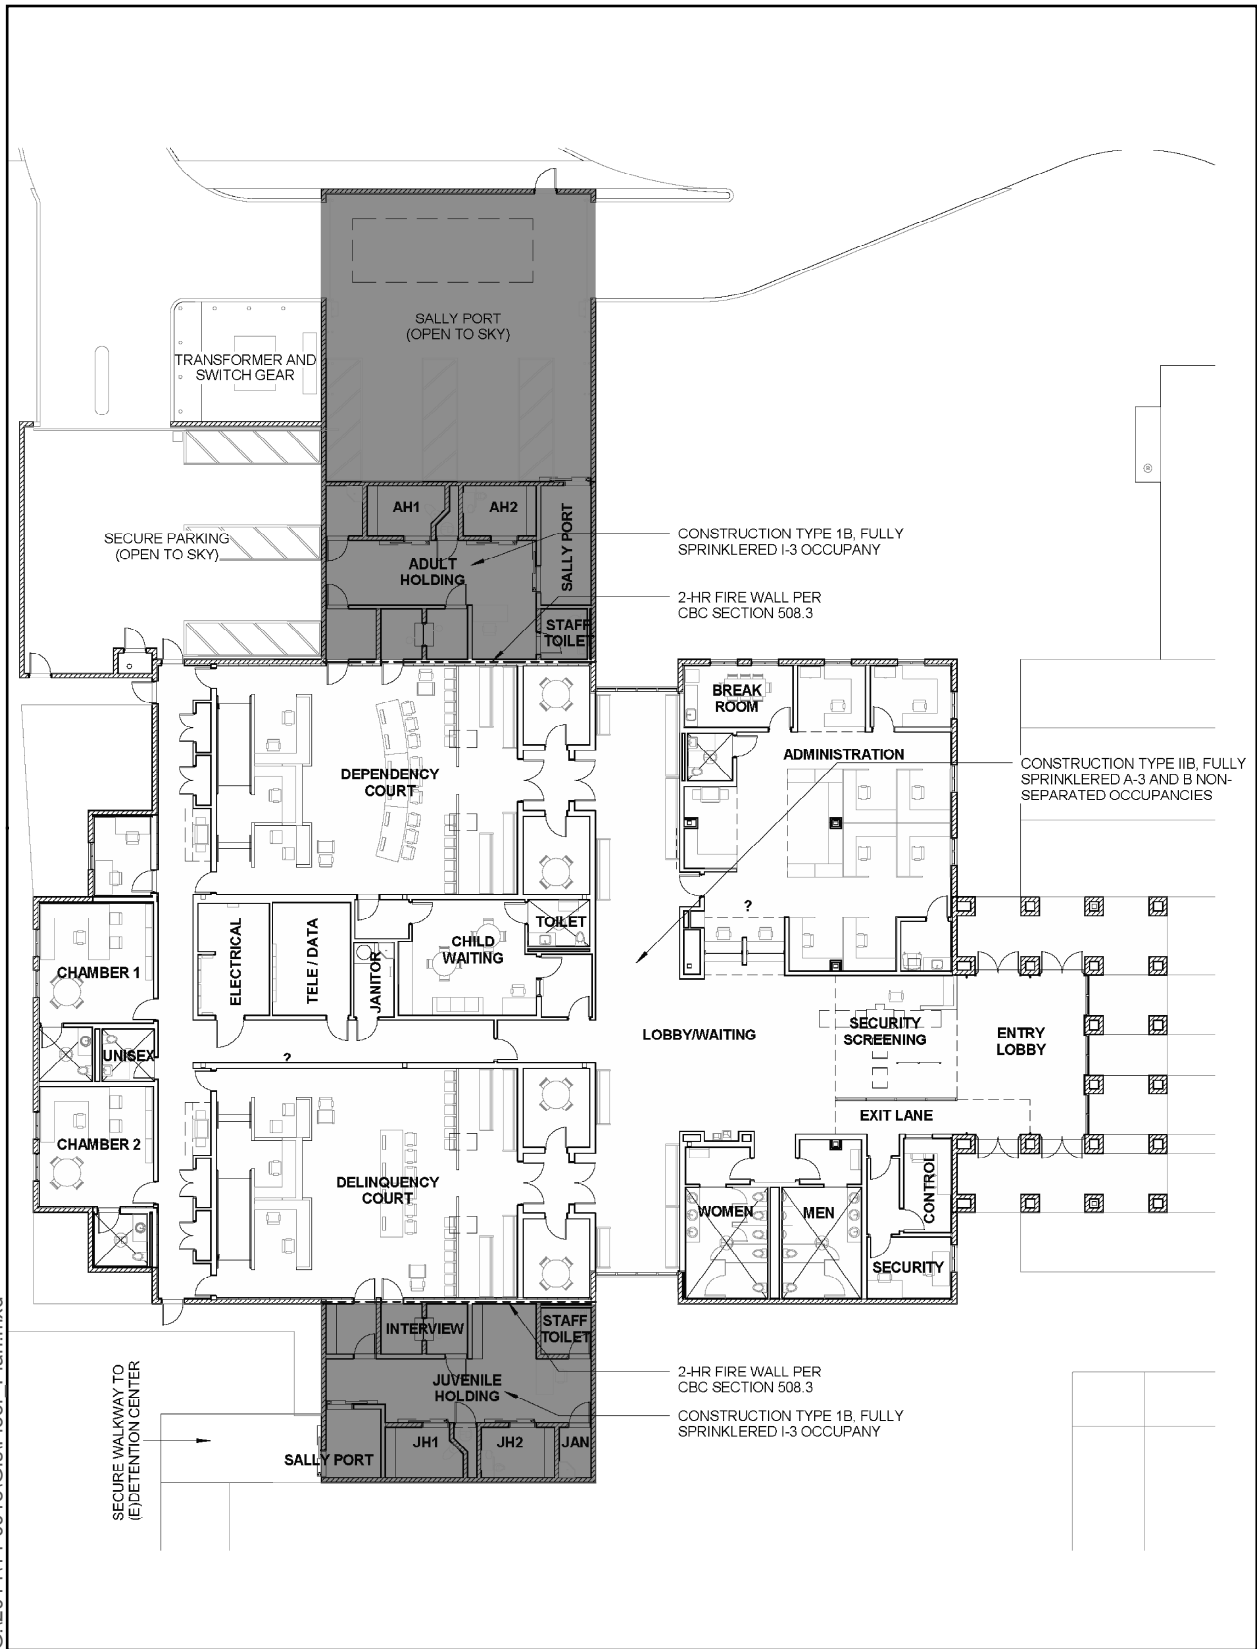 SALLY PORT
(OPEN TO SKY)
TRANSFORMER AND
SWITCH GEAR
SECURE PARKING
(OPEN TO SKY)
AH1
AH2
SALLY PORT
ADULT
HOLDING
STAFF
TOILET
CONSTRUCTION TYPE 1B, FULLY
SPRINKLERED I-3 OCCUPANY
2-HR FIRE WALL PER
CBC SECTION 508.3
BREAK
ROOM
ADMINISTRATION
CONSTRUCTION TYPE IIB, FULLY
SPRINKLERED A-3 AND B NON-
SEPARATED OCCUPANCIES
DEPENDENCY
COURT
?
TOILET
CHILD
WAITING
ELECTRICAL
TELE / DATA
JANITOR
CHAMBER 1
UNISEX
?
LOBBY/WAITING
SECURITY
SCREENING
ENTRY
LOBBY
EXIT LANE
CHAMBER 2
DELINQUENCY
COURT
WOMEN
MEN
CONTROL
SECURITY
INTERVIEW
STAFF
TOILET
JUVENILE
HOLDING
2-HR FIRE WALL PER
CBC SECTION 508.3
CONSTRUCTION TYPE 1B, FULLY
SPRINKLERED I-3 OCCUPANY
SALLY PORT
JH1
JH2
JAN
SECURE WALKWAY TO
(E)DETENTION CENTER